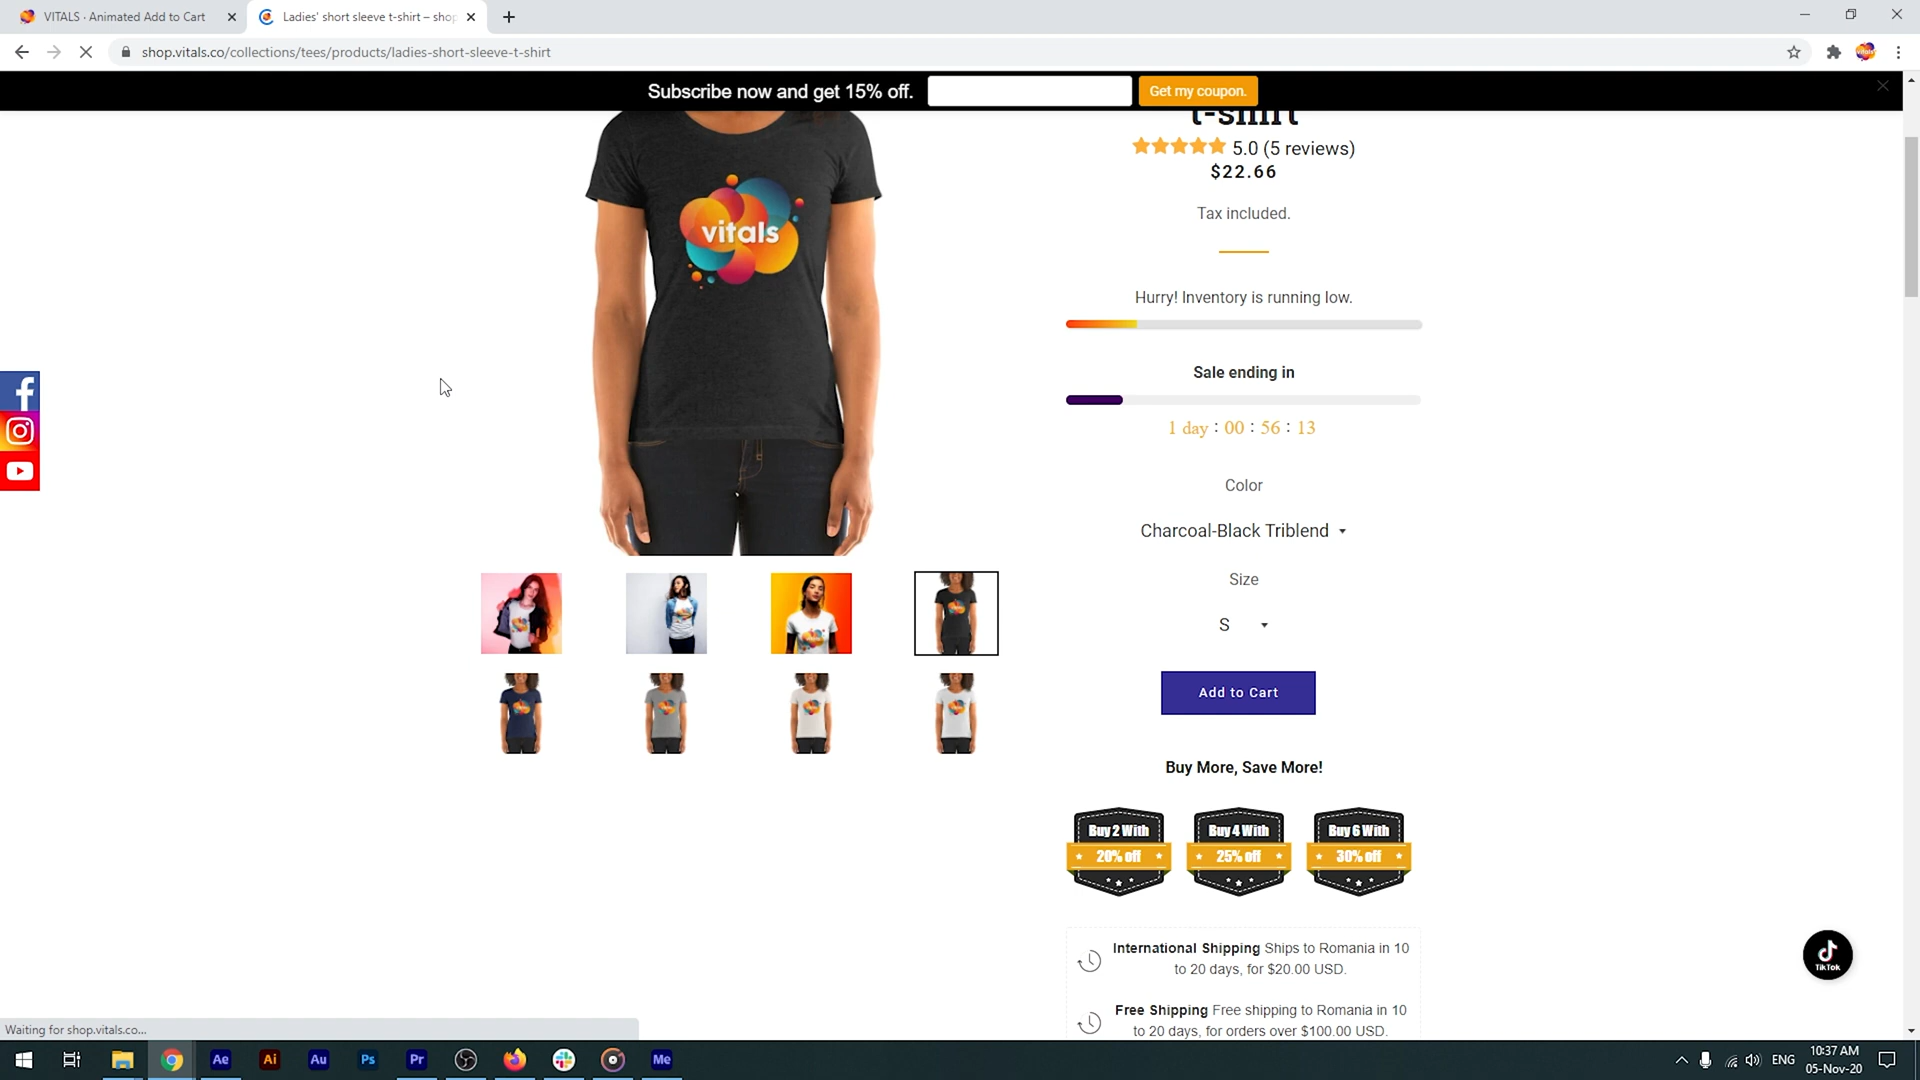 VITALS · Animated Add to Cart
Ladies' short sleeve t-shirt – shop
shop.vitals.co/collections/tees/products/ladies-short-sleeve-t-shirt
Subscribe now and get 15% off.
Get my coupon.
t-shirt
5.0 (5 reviews)
$22.66
Tax included.
vitals
Hurry! Inventory is running low.
Sale ending in
1 day : 00 : 56 : 13
Color
Charcoal-Black Triblend
Size
S
Add to Cart
Buy More, Save More!
Buy 2 With
20% off
Buy 4 With
25% off
Buy 6 With
30% off
International Shipping Ships to Romania in 10
to 20 days, for $20.00 USD.
Free Shipping Free shipping to Romania in 10
to 20 days, for orders over $100.00 USD.
TikTok
Waiting for shop.vitals.co...
Ae
Ai
Au
Ps
Pr
Me
ENG
10:37 AM
05-Nov-20